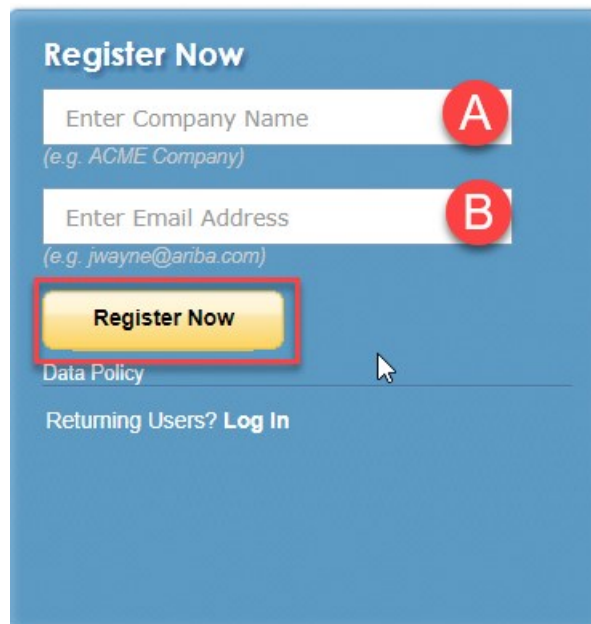 Register Now
Enter Company Name A
(e.g. ACME Company)
Enter Email Address B
(e.g. jwayne@ariba.com)
Register Now
Data Policy
Returning Users? Log In